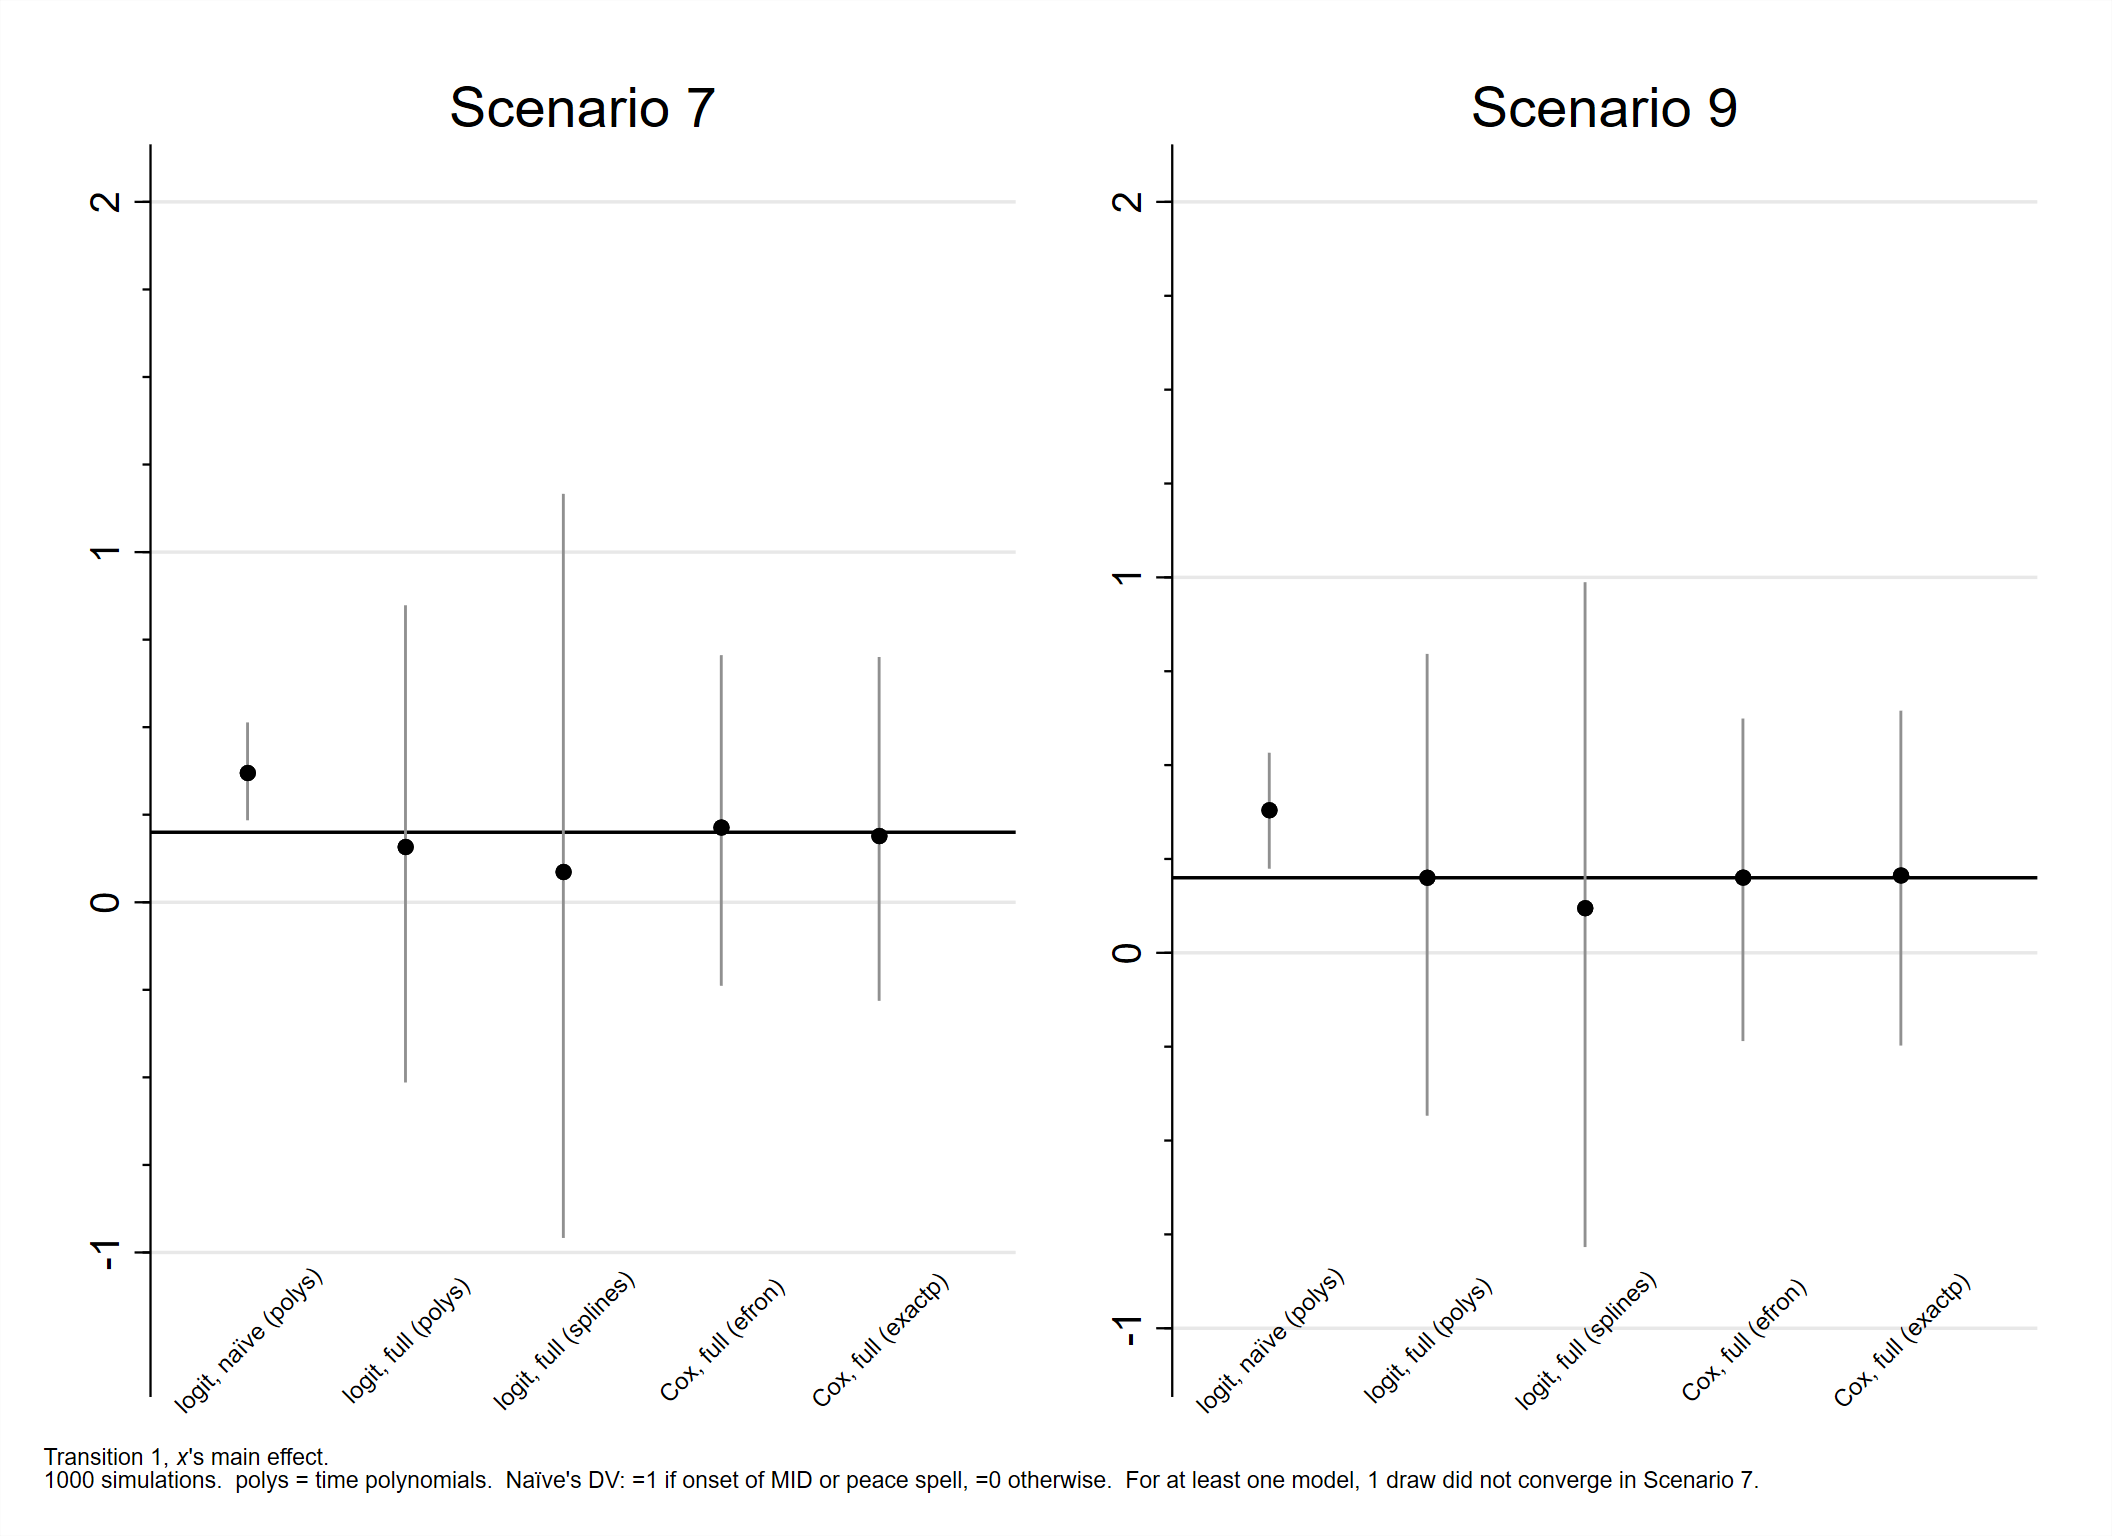 Scenario 7
2
1
0
-1
logit, naïve (polys)
logit, full (polys)
logit, full (splines)
Cox, full (efron)
Cox, full (exactp)
Scenario 9
2
1
0
-1
logit, naïve (polys)
logit, full (polys)
logit, full (splines)
Cox, full (efron)
Cox, full (exactp)
Transition 1, x's main effect.
1000 simulations.  polys = time polynomials.  Naïve's DV: =1 if onset of MID or peace spell, =0 otherwise.  For at least one model, 1 draw did not converge in Scenario 7.